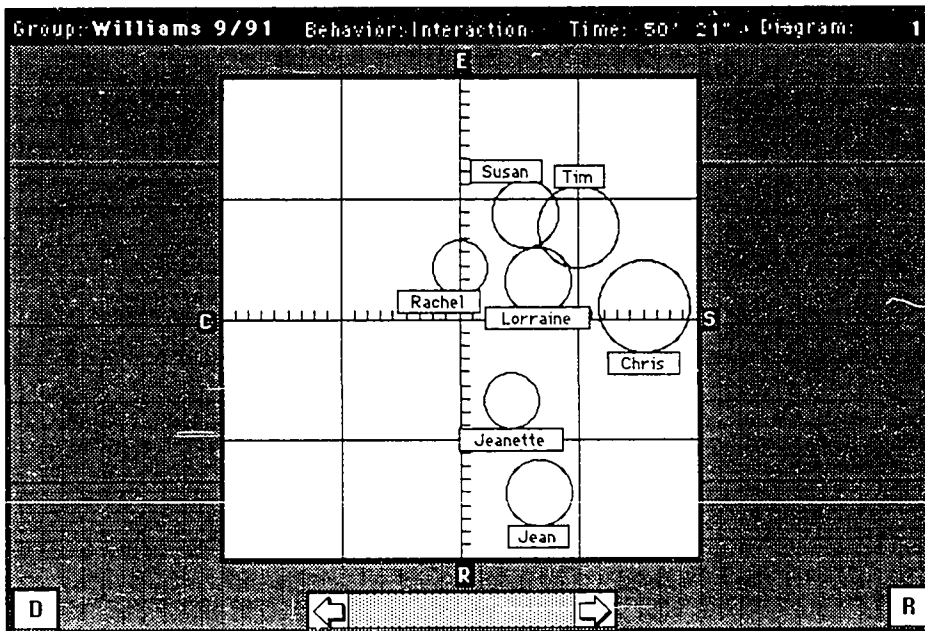 Group: Williams 9/91 Behavior: Interaction Time: 50' 21" Diagram: 1
E
Susan Tim
Rachel
Lorraine
C S
Chris
Jeanette
Jean
R
D R